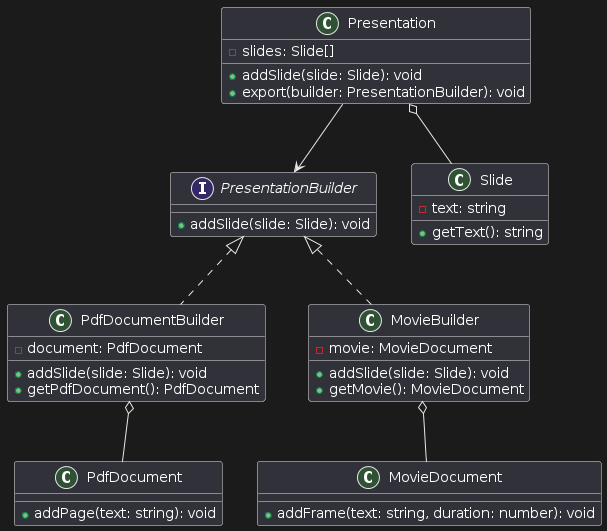 C Presentation
slides: Slide[]
addSlide(slide: Slide): void
export(builder: PresentationBuilder): void
I PresentationBuilder
addSlide(slide: Slide): void
C Slide
text: string
getText(): string
C PdfDocumentBuilder
document: PdfDocument
addSlide(slide: Slide): void
getPdfDocument(): PdfDocument
C MovieBuilder
movie: MovieDocument
addSlide(slide: Slide): void
getMovie(): MovieDocument
C PdfDocument
addPage(text: string): void
C MovieDocument
addFrame(text: string, duration: number): void